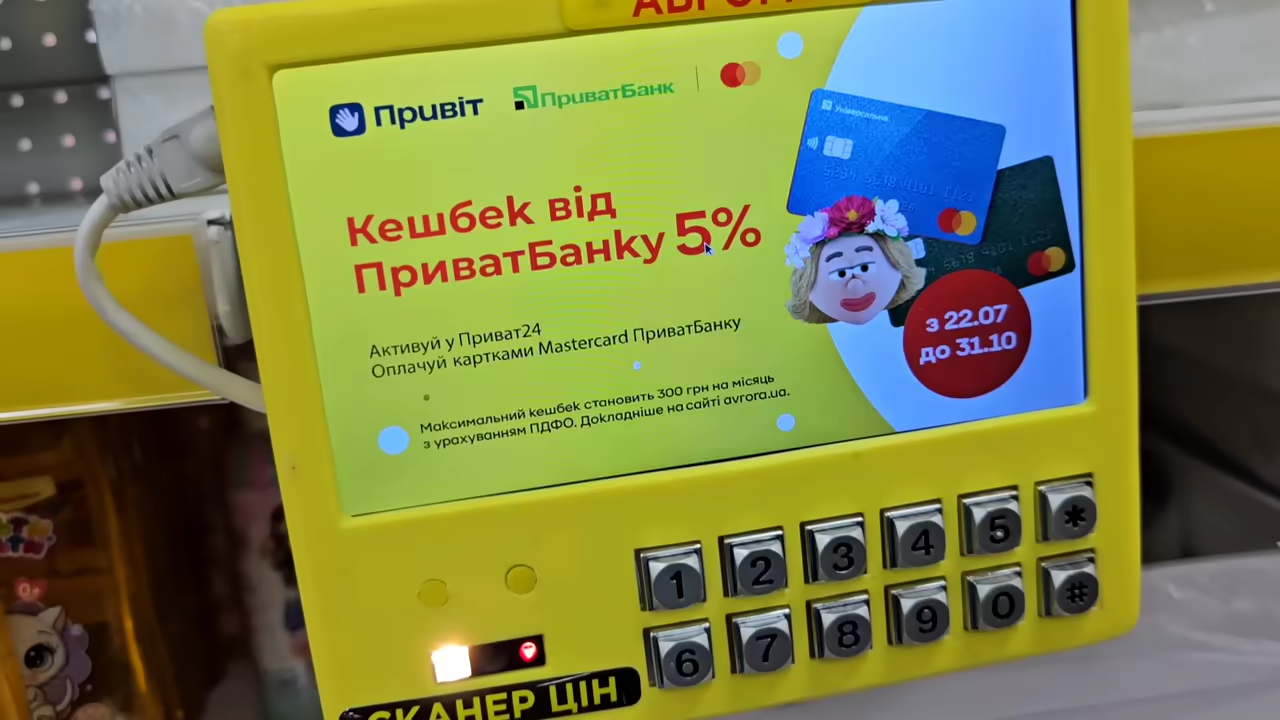 Привіт
ПриватБанк
Універсальна
Кешбек від
ПриватБанку 5%
Активуй у Приват24
Оплачуй картками Mastercard ПриватБанку
з 22.07
до 31.10
Максимальний кешбек становить 300 грн на місяць
з урахуванням ПДФО. Докладніше на сайті avrora.ua.
1 2 3 4 5 *
6 7 8 9 0 #
СКАНЕР ЦІН